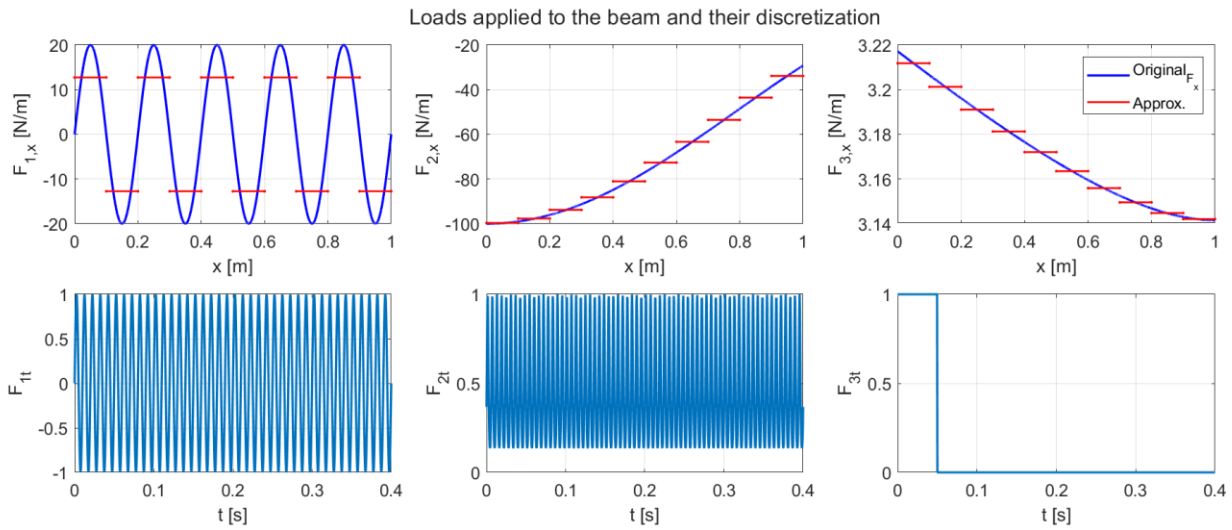 Loads applied to the beam and their discretization
F1,x [N/m]
20
10
0
-10
-20
0 0.2 0.4 0.6 0.8 1
x [m]
F2,x [N/m]
-20
-40
-60
-80
-100
0 0.2 0.4 0.6 0.8 1
x [m]
F3,x [N/m]
3.22
3.2
3.18
3.16
3.14
0 0.2 0.4 0.6 0.8 1
x [m]
OriginalFx
Approx.
F1t
1
0.5
0
-0.5
-1
0 0.1 0.2 0.3 0.4
t [s]
F2t
1
0.5
0
0 0.1 0.2 0.3 0.4
t [s]
F3t
1
0.5
0
0 0.1 0.2 0.3 0.4
t [s]